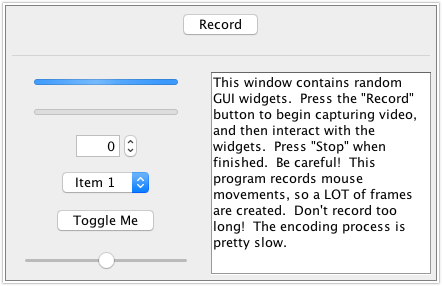 Record
0
Item 1
Toggle Me
This window contains random
GUI widgets.  Press the "Record"
button to begin capturing video,
and then interact with the
widgets.  Press "Stop" when
finished.  Be careful!  This
program records mouse
movements, so a LOT of frames
are created.  Don't record too
long!  The encoding process is
pretty slow.